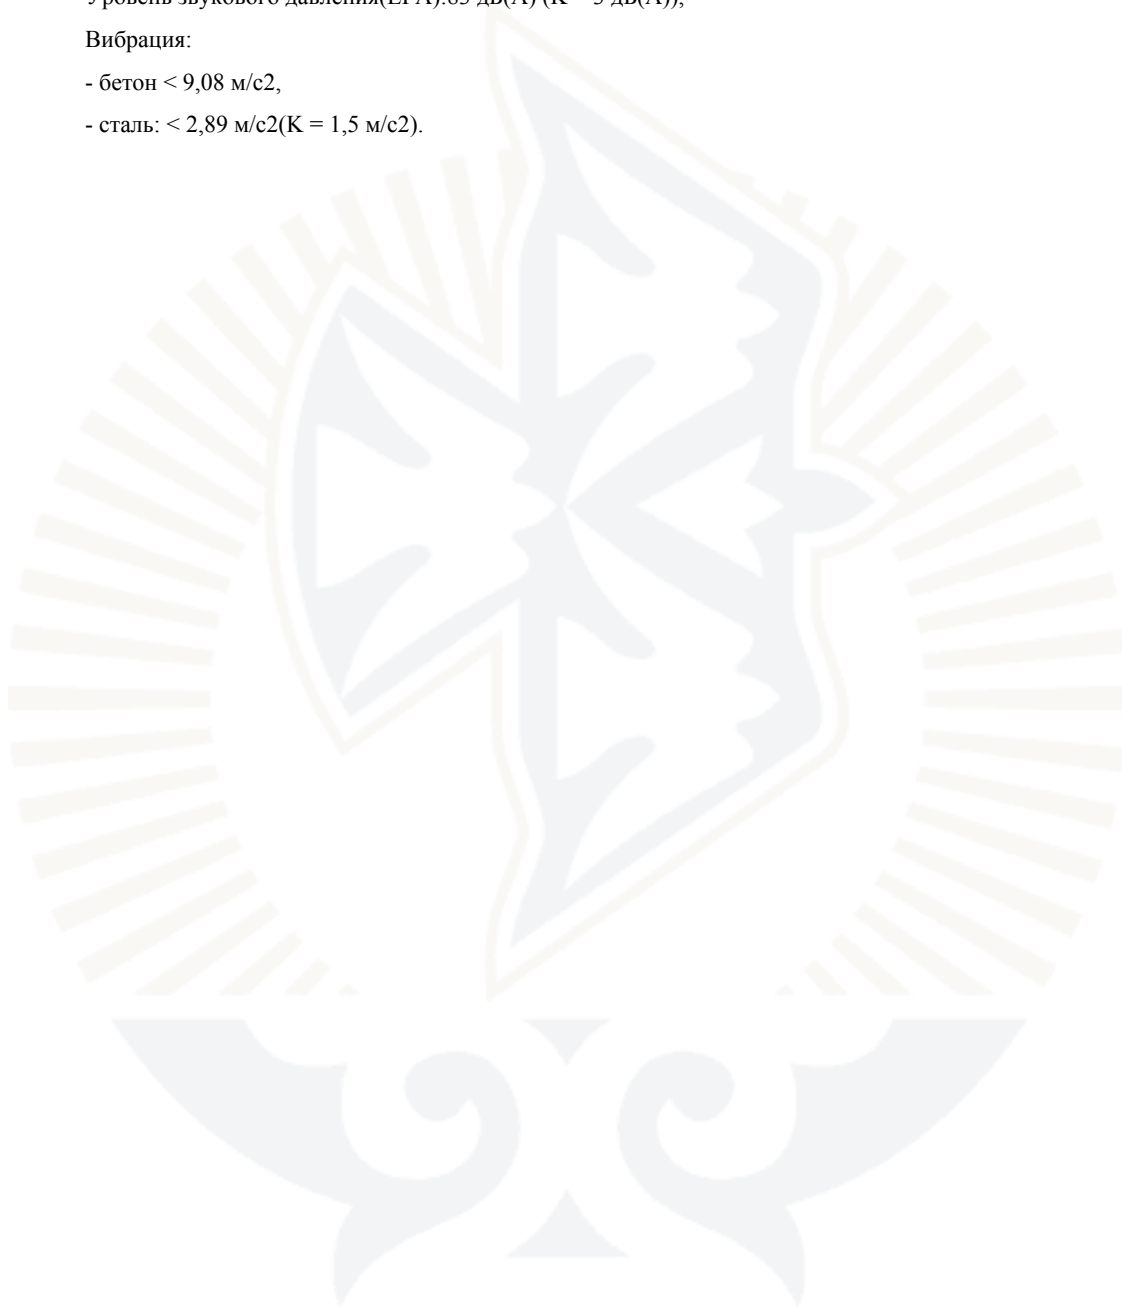 Уровень звукового давления(LPA):85 дБ(A) (K = 3 дБ(A)),
Вибрация:
- бетон < 9,08 м/с2,
- сталь: < 2,89 м/с2(K = 1,5 м/с2).